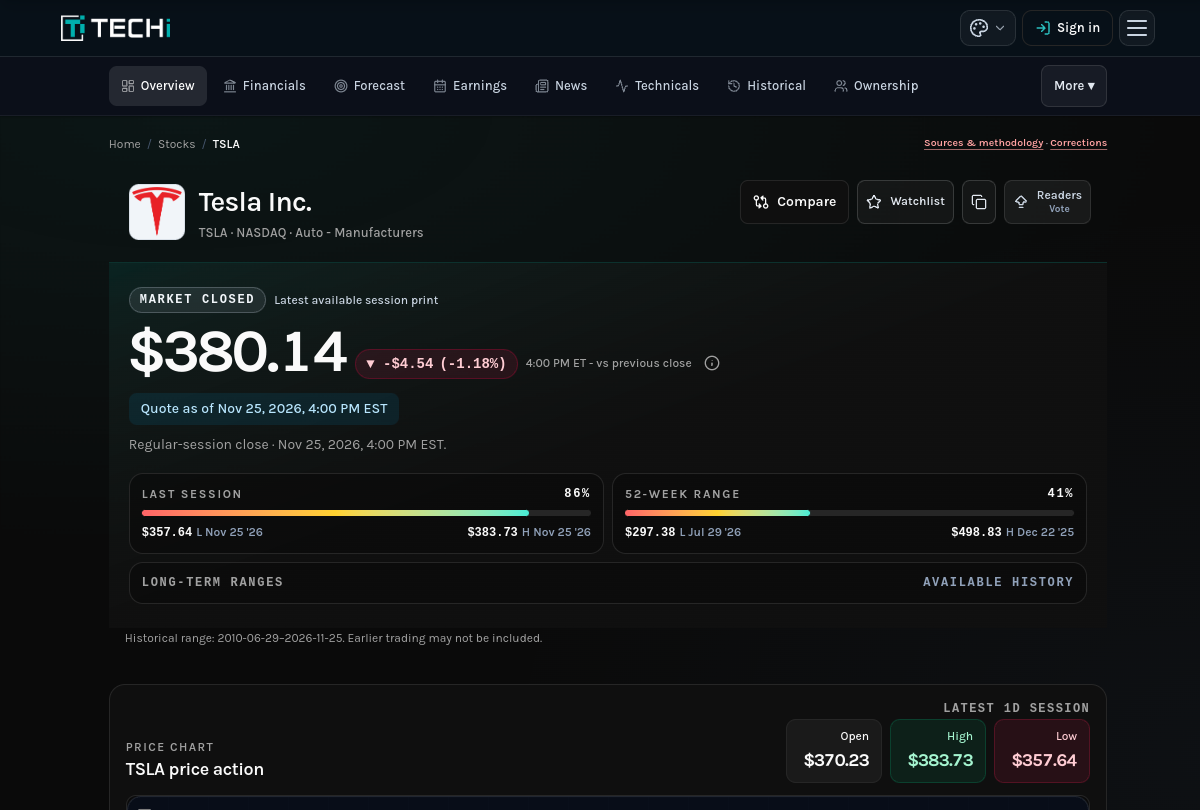 TECHi
Sign in
Overview Financials Forecast Earnings News Technicals Historical Ownership More ▾
Home / Stocks / TSLA
Sources & methodology · Corrections
Tesla Inc.
TSLA · NASDAQ · Auto - Manufacturers
Compare
Watchlist
Readers
Vote
MARKET CLOSED Latest available session print
$380.14 ▼ -$4.54 (-1.18%) 4:00 PM ET - vs previous close
Quote as of Nov 25, 2026, 4:00 PM EST
Regular-session close · Nov 25, 2026, 4:00 PM EST.
LAST SESSION 86%
$357.64 L Nov 25 '26 $383.73 H Nov 25 '26
52-WEEK RANGE 41%
$297.38 L Jul 29 '26 $498.83 H Dec 22 '25
LONG-TERM RANGES AVAILABLE HISTORY
Historical range: 2010-06-29–2026-11-25. Earlier trading may not be included.
LATEST 1D SESSION
PRICE CHART
TSLA price action
Open
$370.23
High
$383.73
Low
$357.64